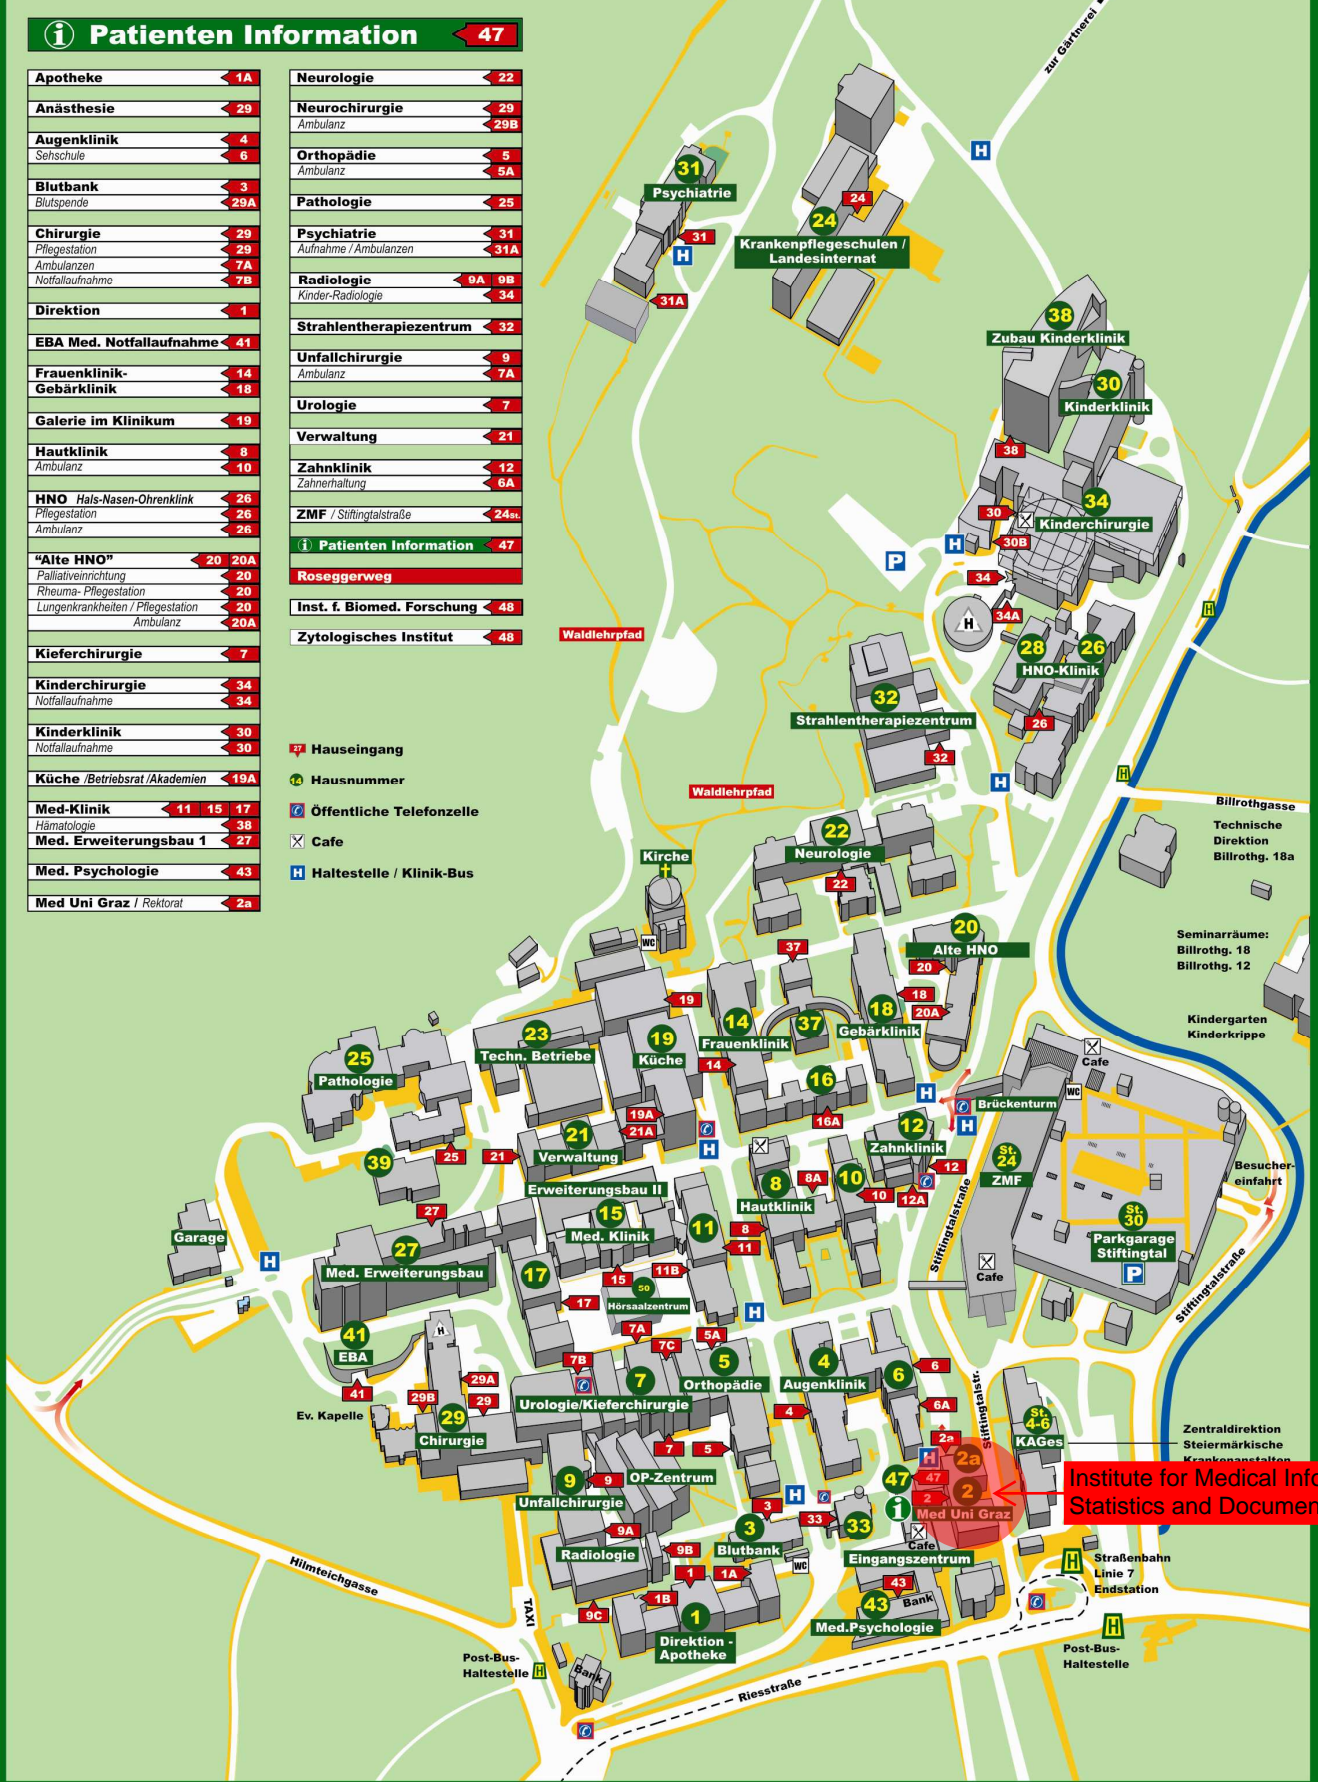 Patienten Information 47
Apotheke 1A
Anästhesie 29
Augenklinik 4
Sehschule 6
Blutbank 3
Blutspende 29A
Chirurgie 29
Pflegestation 29
Ambulanzen 7A
Notfallaufnahme 7B
Direktion 1
EBA Med. Notfallaufnahme 41
Frauenklinik- 14
Gebärklinik 18
Galerie im Klinikum 19
Hautklinik 8
Ambulanz 10
HNO Hals-Nasen-Ohrenklink 26
Pflegestation 26
Ambulanz 26
“Alte HNO” 20 20A
Palliativeinrichtung 20
Rheuma- Pflegestation 20
Lungenkrankheiten / Pflegestation 20
Ambulanz 20A
Kieferchirurgie 7
Kinderchirurgie 34
Notfallaufnahme 34
Kinderklinik 30
Notfallaufnahme 30
Küche /Betriebsrat /Akademien 19A
Med-Klinik 11 15 17
Hämatologie 38
Med. Erweiterungsbau 1 27
Med. Psychologie 43
Med Uni Graz / Rektorat 2a
Neurologie 22
Neurochirurgie 29
Ambulanz 29B
Orthopädie 5
Ambulanz 5A
Pathologie 25
Psychiatrie 31
Aufnahme / Ambulanzen 31A
Radiologie 9A 9B
Kinder-Radiologie 34
Strahlentherapiezentrum 32
Unfallchirurgie 9
Ambulanz 7A
Urologie 7
Verwaltung 21
Zahnklinik 12
Zahnerhaltung 6A
ZMF / Stiftingtalstraße 24St.
Patienten Information 47
Roseggerweg
Inst. f. Biomed. Forschung 48
Zytologisches Institut 48
27 Hauseingang
14 Hausnummer
Öffentliche Telefonzelle
Cafe
H Haltestelle / Klinik-Bus
zur Gärtnerei
H
31
Psychiatrie
31
H
31A
24
24
Krankenpflegeschulen /
Landesinternat
38
Zubau Kinderklinik
30
Kinderklinik
38
34
30
Kinderchirurgie
H
30B
P
34
34A
H
H
Waldlehrpfad
28
26
HNO-Klinik
26
32
Strahlentherapiezentrum
32
H
H
Waldlehrpfad
Billrothgasse
Technische
Direktion
Billrothg. 18a
22
Neurologie
22
Kirche
WC
20
Alte HNO
20
Seminarräume:
Billrothg. 18
Billrothg. 12
37
18
20A
19
14
Frauenklinik
37
18
Gebärklinik
Kindergarten
Kinderkrippe
23
Techn. Betriebe
19
Küche
25
Pathologie
14
16
16A
Cafe
WC
H
Brückenturm
H
19A
21A
H
21
Verwaltung
21
25
39
12
Zahnklinik
12
12A
St.
24
ZMF
Besucher-
einfahrt
Erweiterungsbau II
15
Med. Klinik
8
Hautklinik
8A
10
10
8
11
11
11B
St.
30
Parkgarage
Stiftingtal
P
Stiftingtalstraße
Stiftingtalstraße
Cafe
27
27
Med. Erweiterungsbau
Garage
H
17
17
15
50
Hörsaalzentrum
H
41
EBA
41
H
7A
7C
5A
7B
5
Orthopädie
4
Augenklinik
4
6
6
6A
7
Urologie/Kieferchirurgie
29A
29B
29
29
Chirurgie
Ev. Kapelle
7
5
Stiftingtalstr.
St.
4-6
KAGes
Zentraldirektion
Steiermärkische
Krankenanstalten
2a
2a
H
47
47
2
2
Med Uni Graz
Institute for Medical Info
Statistics and Documen
9
9
OP-Zentrum
Unfallchirurgie
9A
Radiologie
9B
H
3
3
Blutbank
33
33
WC
Cafe
Eingangszentrum
43
Bank
43
Med.Psychologie
H Straßenbahn
Linie 7
Endstation
1
1A
1B
1
Direktion -
Apotheke
9C
TAXI
Hilmteichgasse
Post-Bus-
Haltestelle H
Bank
Riesstraße
H
Post-Bus-
Haltestelle